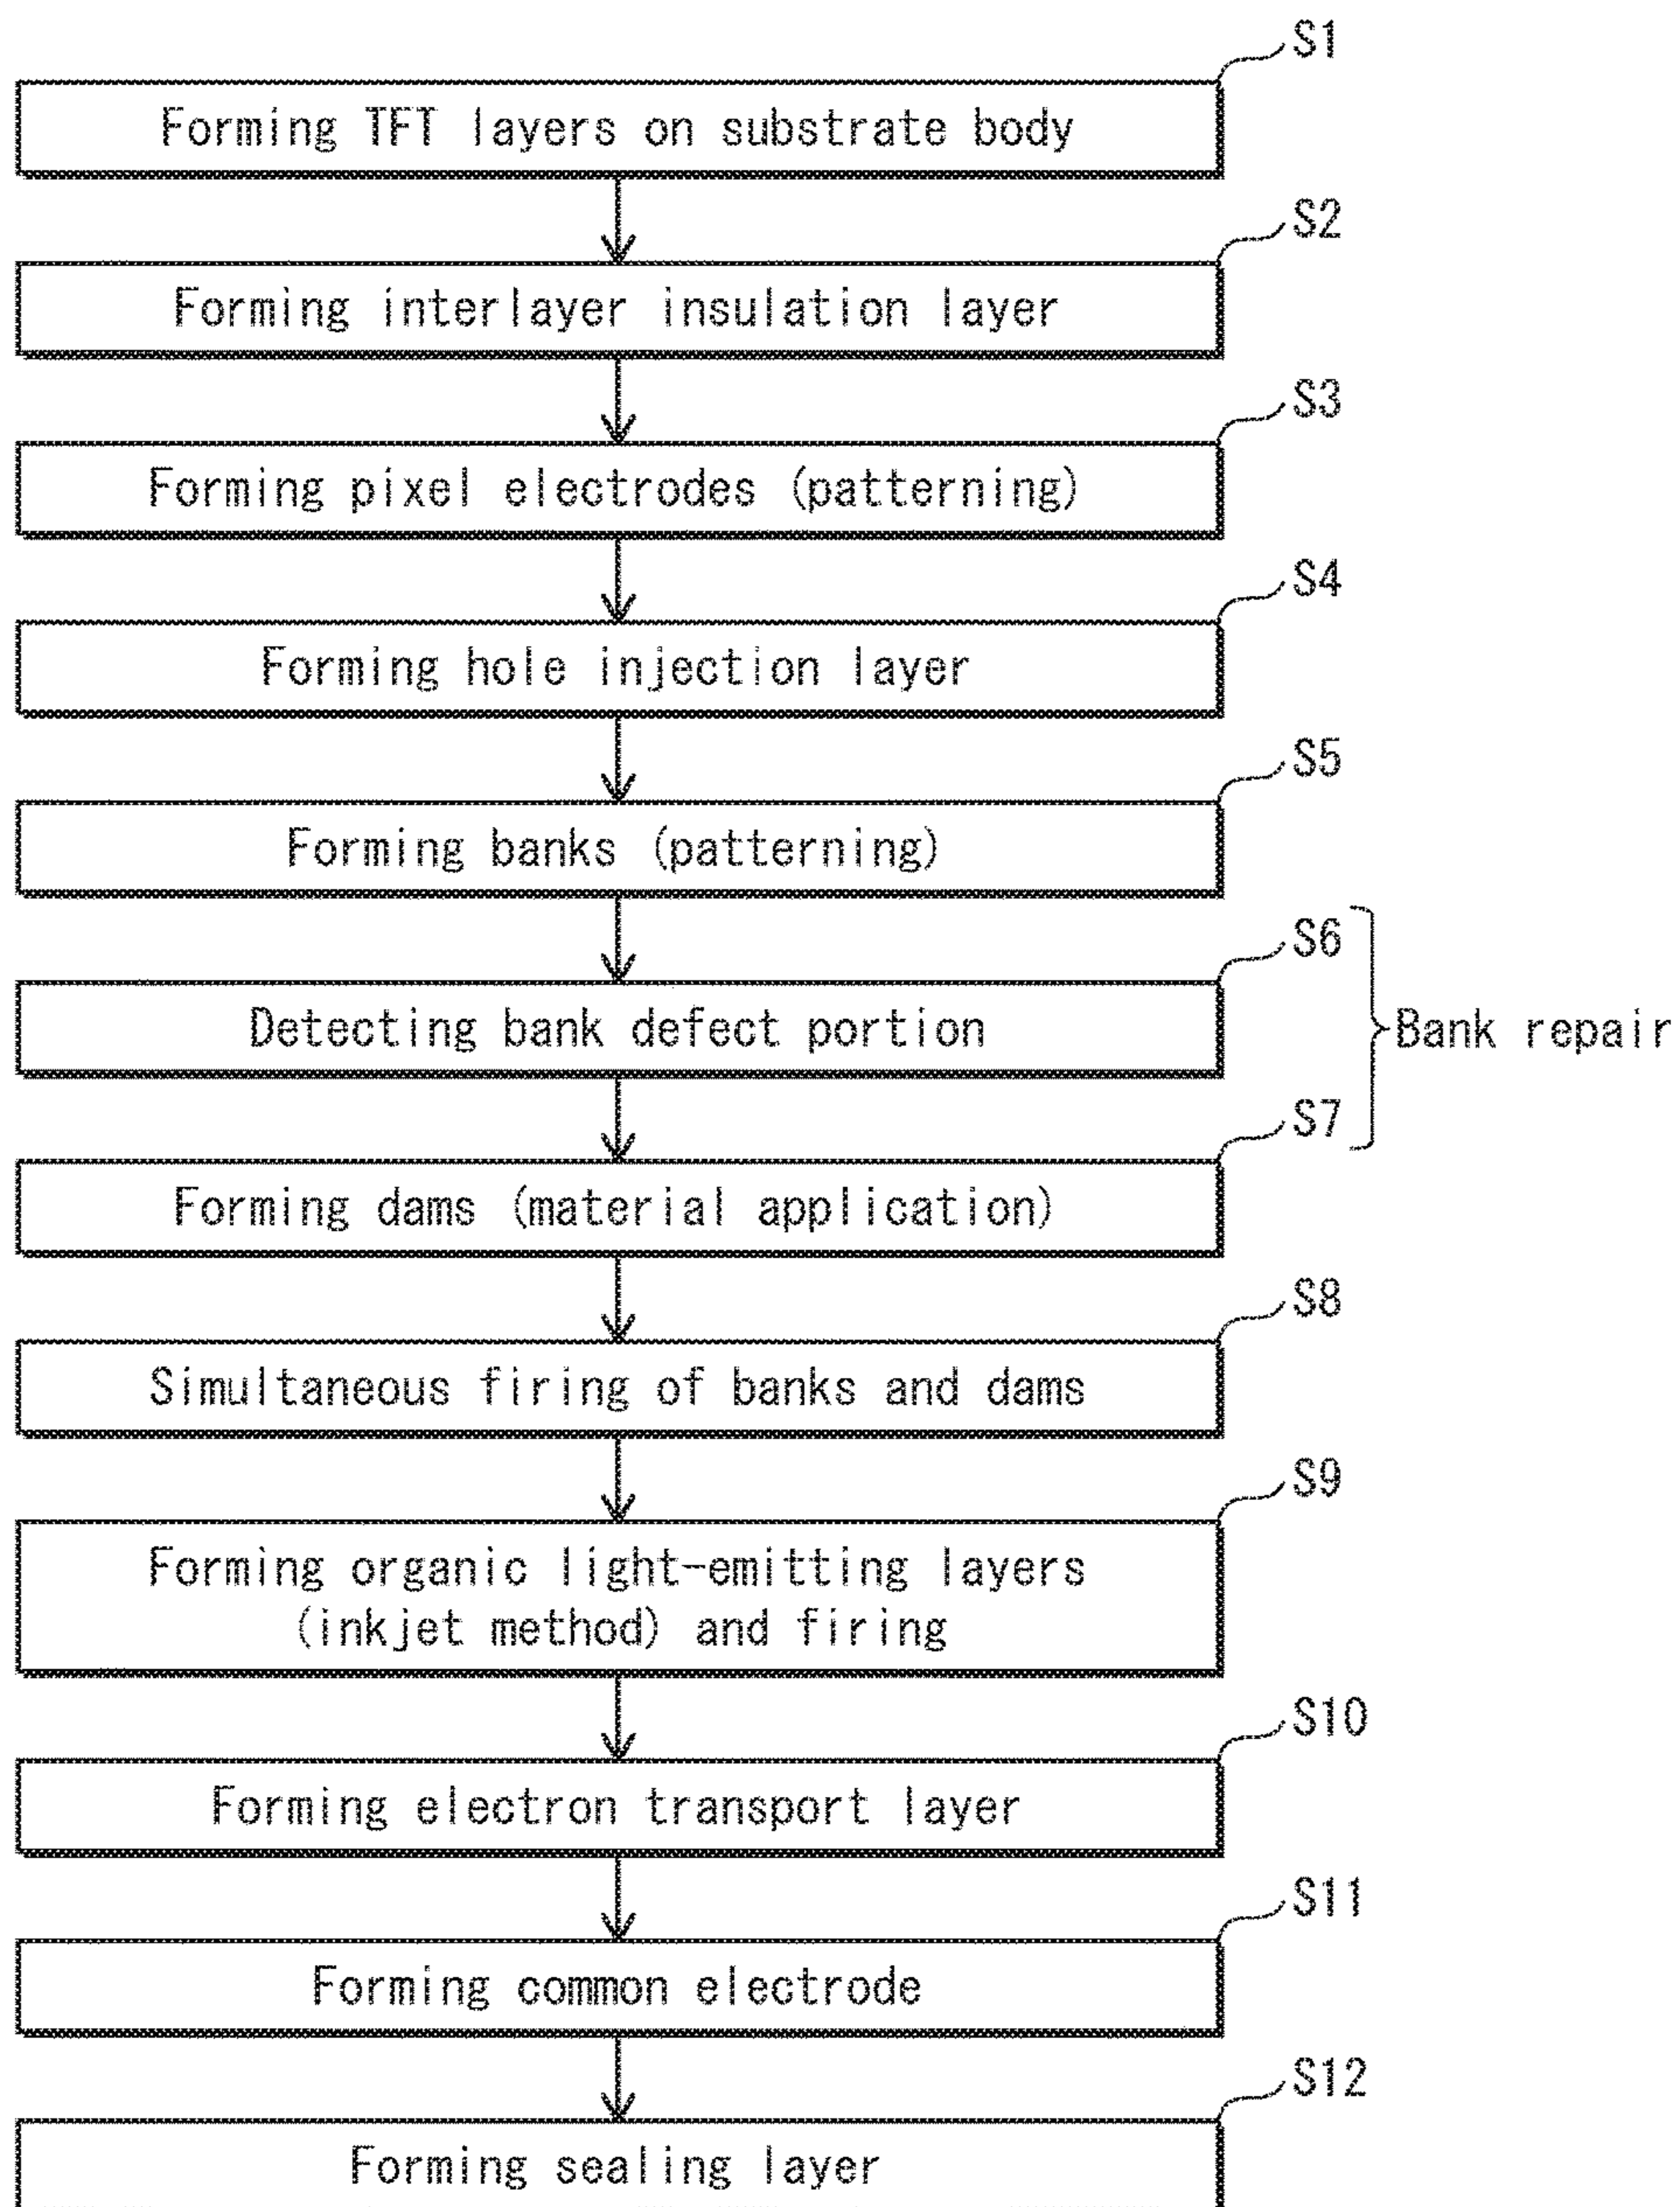 S1
Forming TFT layers on substrate body
S2
Forming interlayer insulation layer
S3
Forming pixel electrodes (patterning)
S4
Forming hole injection layer
S5
Forming banks (patterning)
S6
Detecting bank defect portion
Bank repair
S7
Forming dams (material application)
S8
Simultaneous firing of banks and dams
S9
Forming organic light-emitting layers
(inkjet method) and firing
S10
Forming electron transport layer
S11
Forming common electrode
S12
Forming sealing layer